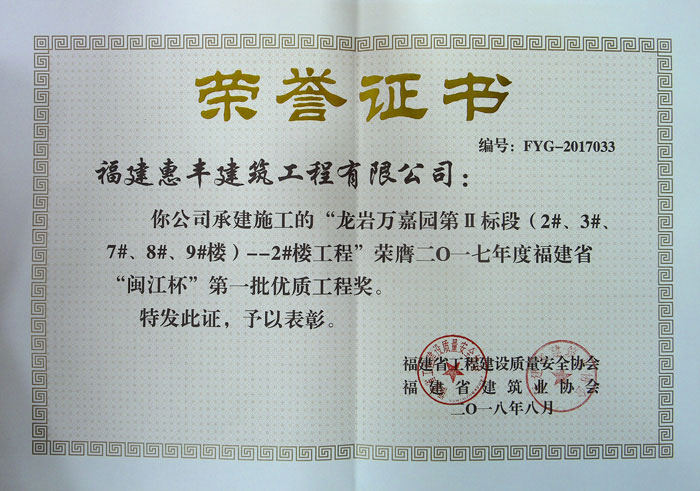 荣誉证书
编号：FYG-2017033
福建惠丰建筑工程有限公司：
你公司承建施工的“龙岩万嘉园第Ⅱ标段（2#、3#、
7#、8#、9#楼）--2#楼工程”荣膺二〇一七年度福建省
“闽江杯”第一批优质工程奖。
特发此证，予以表彰。
福建省工程建设质量安全协会
福建省建筑业协会
二〇一八年八月